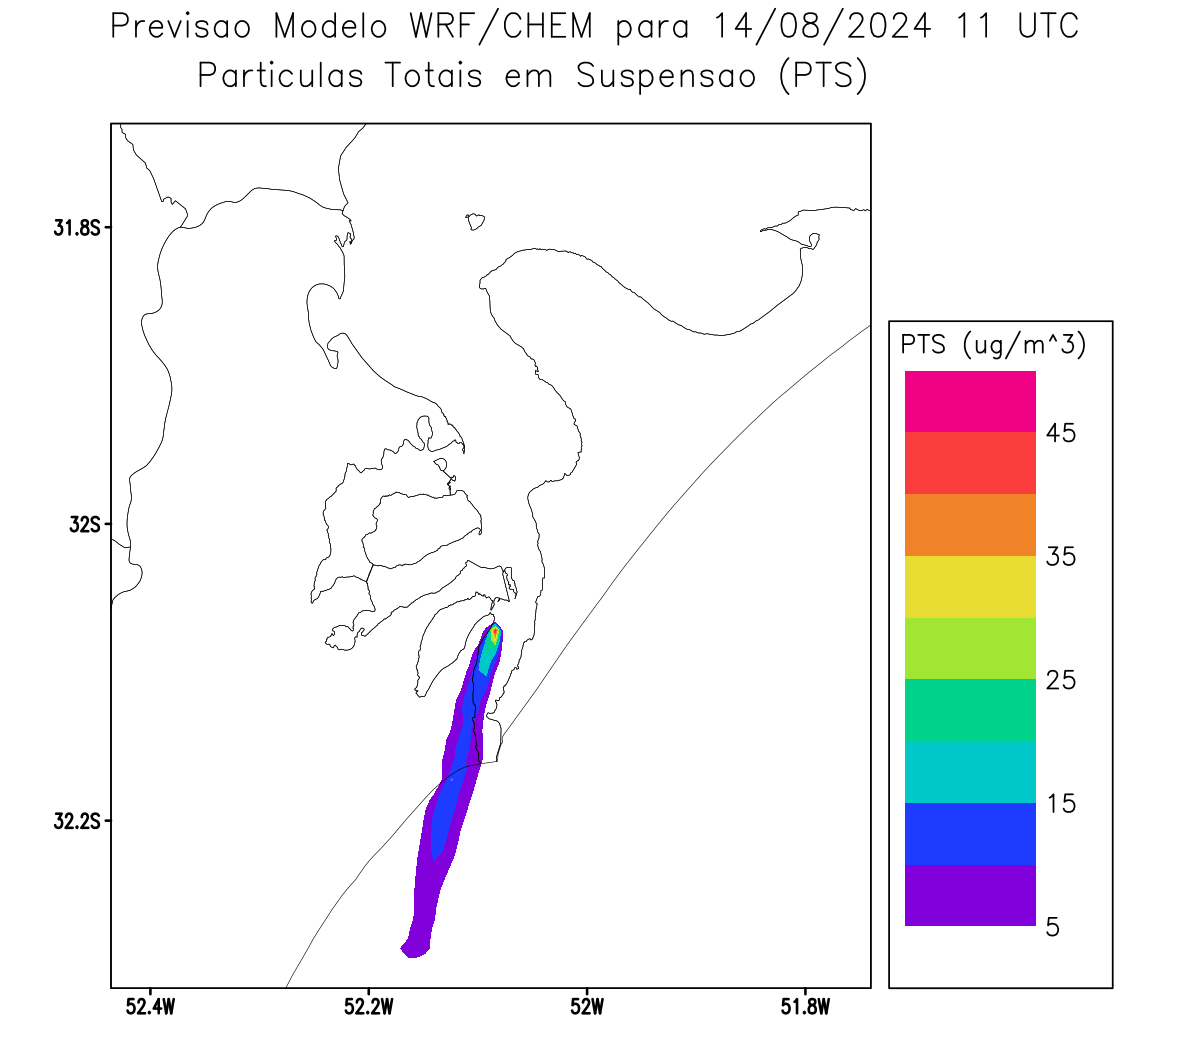 Previsao Modelo WRF/CHEM para 14/08/2024 11 UTC
Particulas Totais em Suspensao (PTS)
31.8S
32S
32.2S
52.4W
52.2W
52W
51.8W
PTS (ug/m^3)
45
35
25
15
5